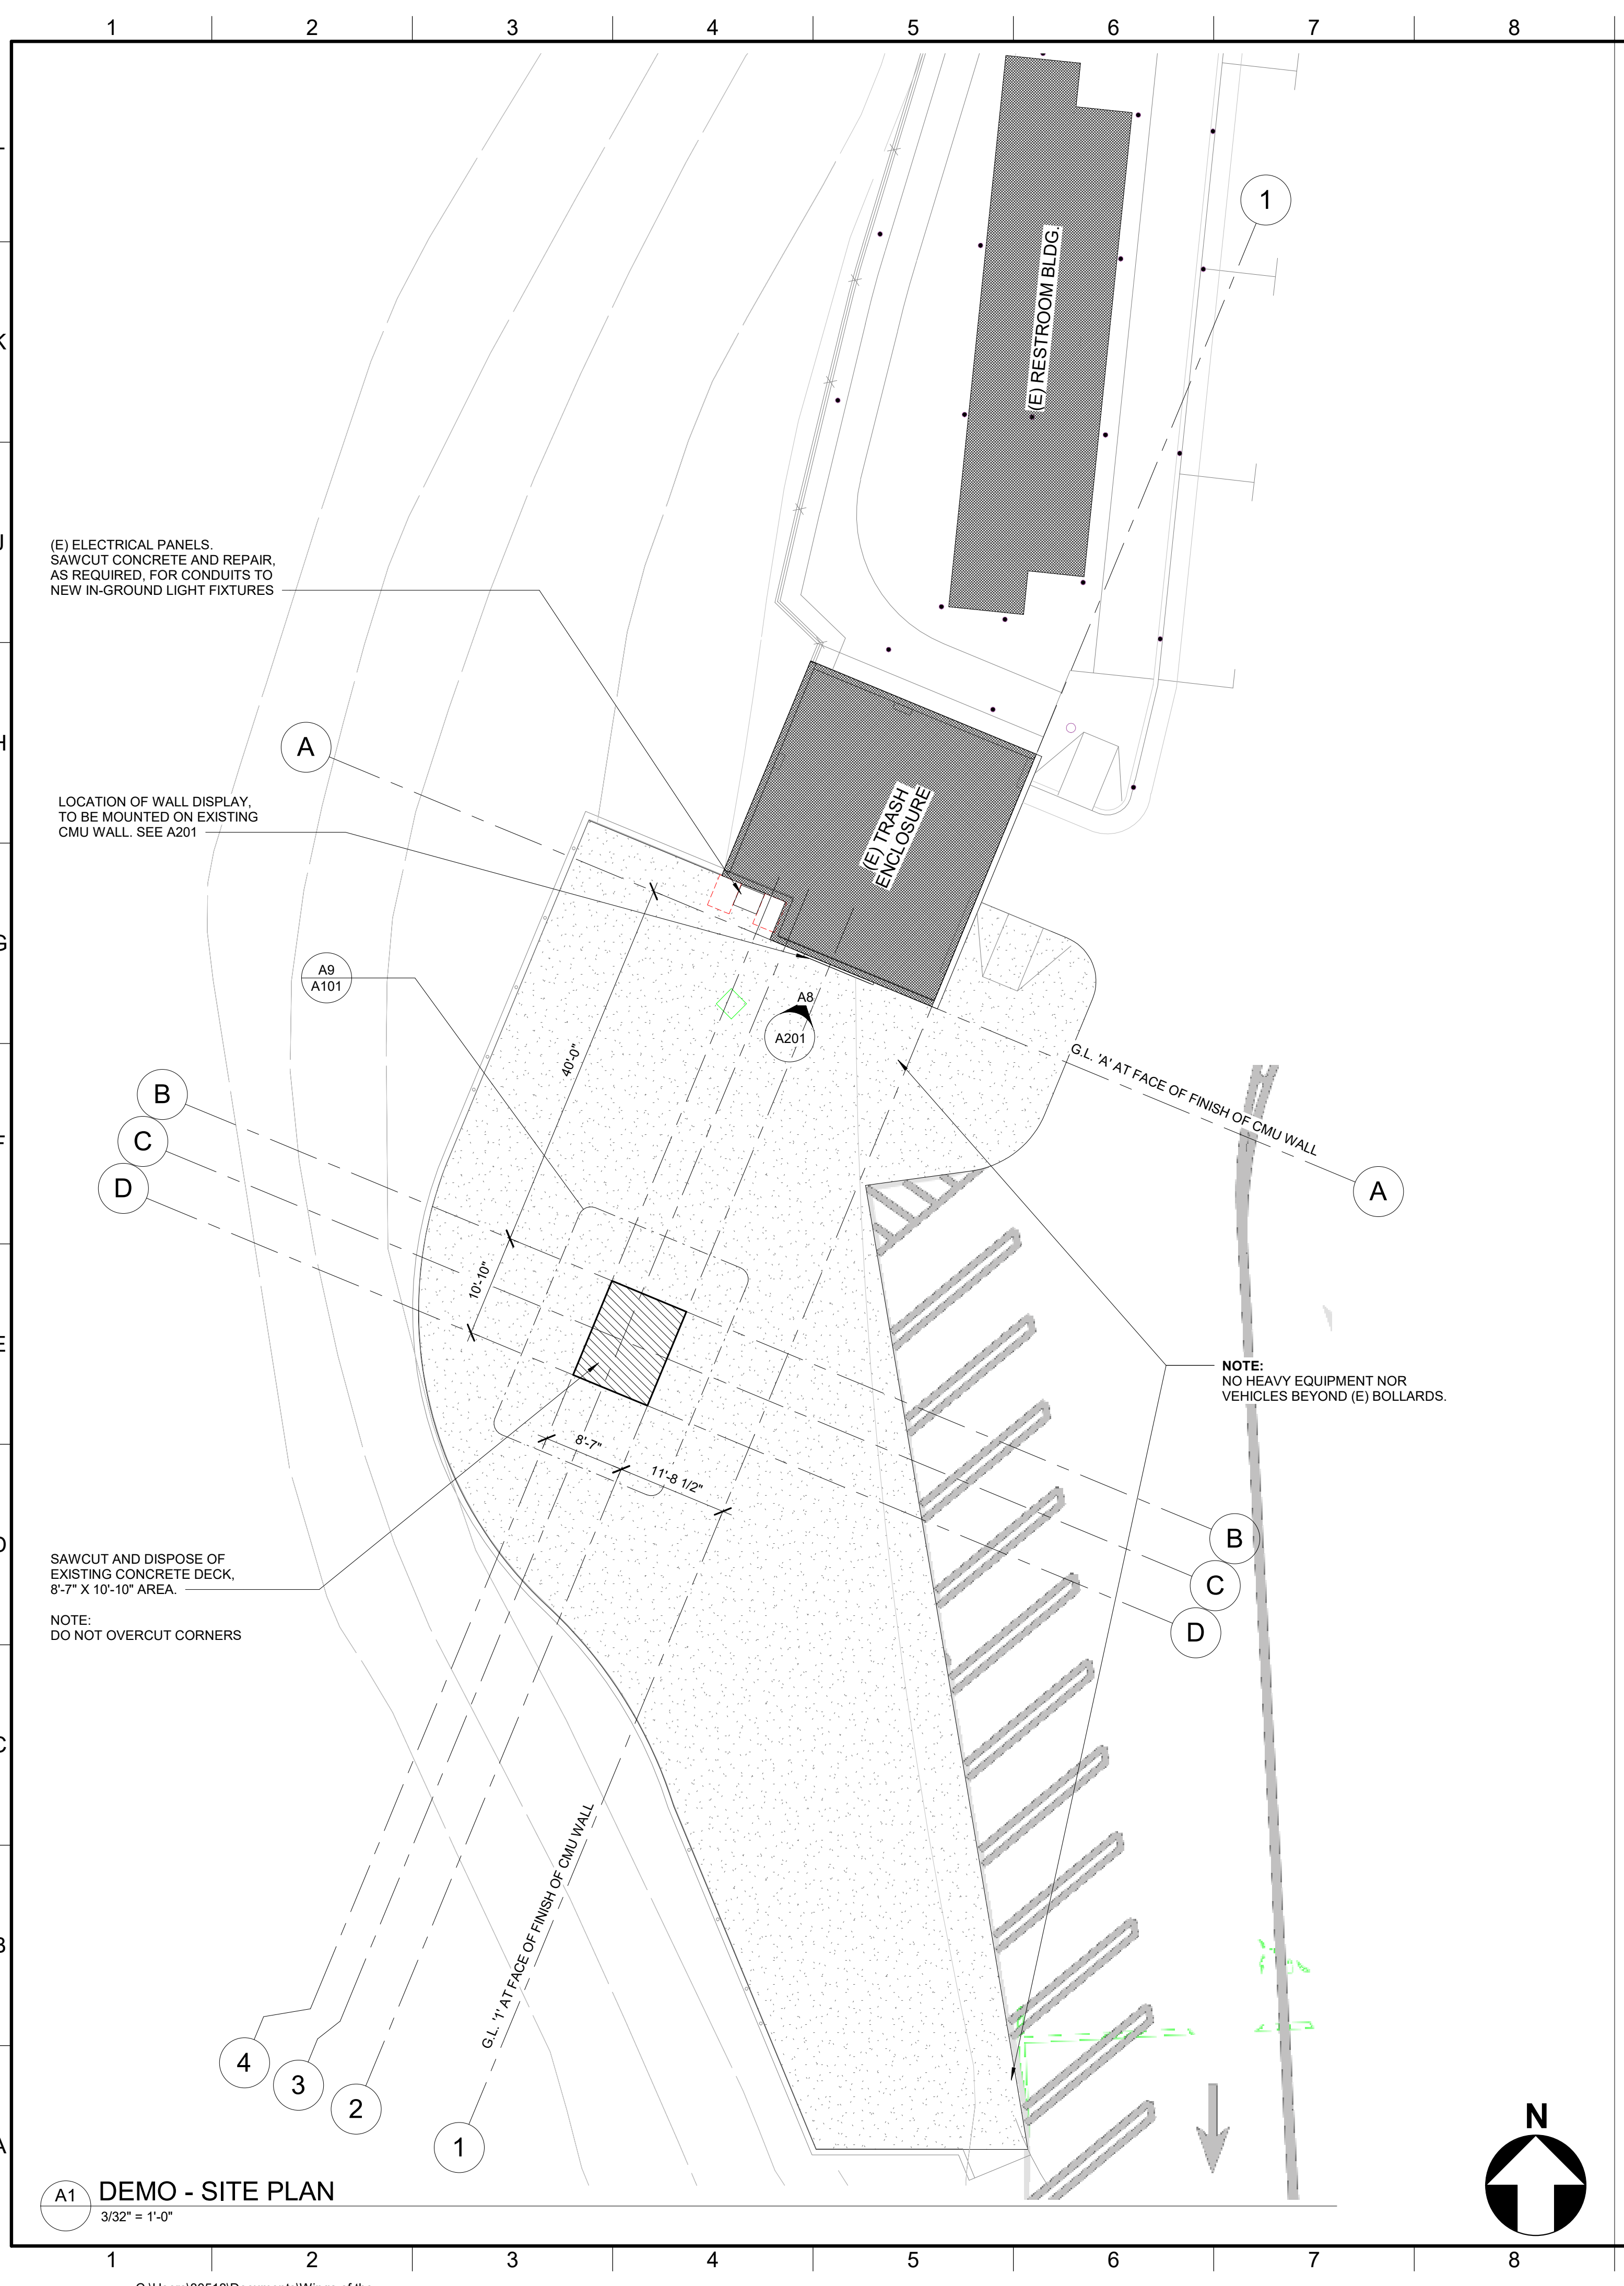 1 2 3 4 5 6 7 8
K
J
H
G
F
E
D
C
B
A
(E) RESTROOM BLDG.
1
(E) ELECTRICAL PANELS.
SAWCUT CONCRETE AND REPAIR,
AS REQUIRED, FOR CONDUITS TO
NEW IN-GROUND LIGHT FIXTURES
A
LOCATION OF WALL DISPLAY,
TO BE MOUNTED ON EXISTING
CMU WALL. SEE A201
(E) TRASH
ENCLOSURE
A9
A101
A8
A201
40'-0"
G.L. 'A' AT FACE OF FINISH OF CMU WALL
A
B
C
D
10'-10"
NOTE:
NO HEAVY EQUIPMENT NOR
VEHICLES BEYOND (E) BOLLARDS.
8'-7"
11'-8 1/2"
B
C
D
SAWCUT AND DISPOSE OF
EXISTING CONCRETE DECK,
8'-7" X 10'-10" AREA.
NOTE:
DO NOT OVERCUT CORNERS
G.L. '1' AT FACE OF FINISH OF CMU WALL
4
3
2
1
N
A1
DEMO - SITE PLAN
3/32" = 1'-0"
1 2 3 4 5 6 7 8